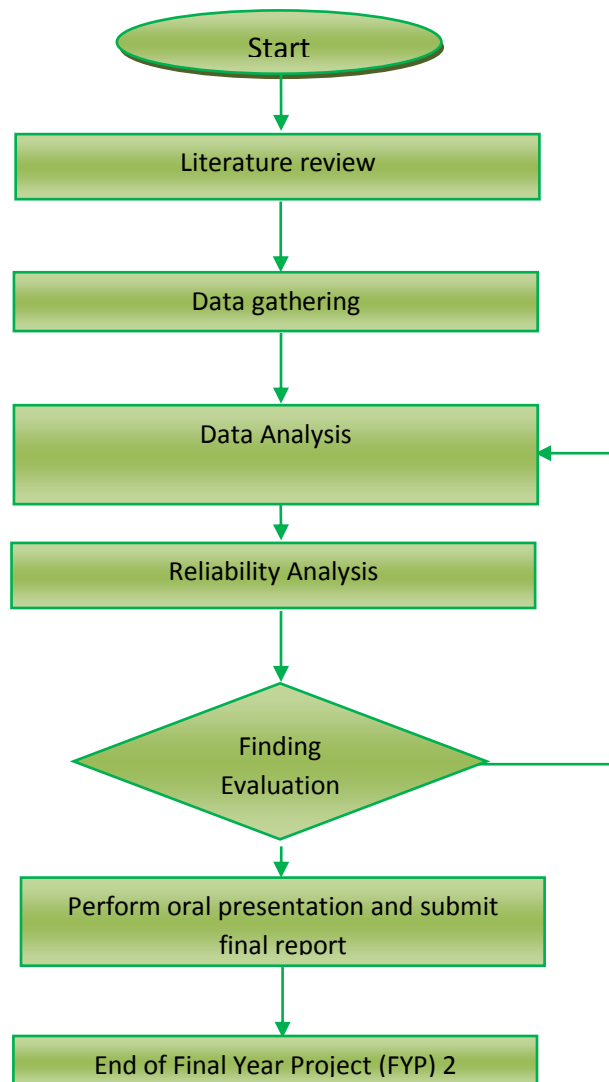 Start
Literature review
Data gathering
Data Analysis
Reliability Analysis
Finding
Evaluation
Perform oral presentation and submit
final report
End of Final Year Project (FYP) 2